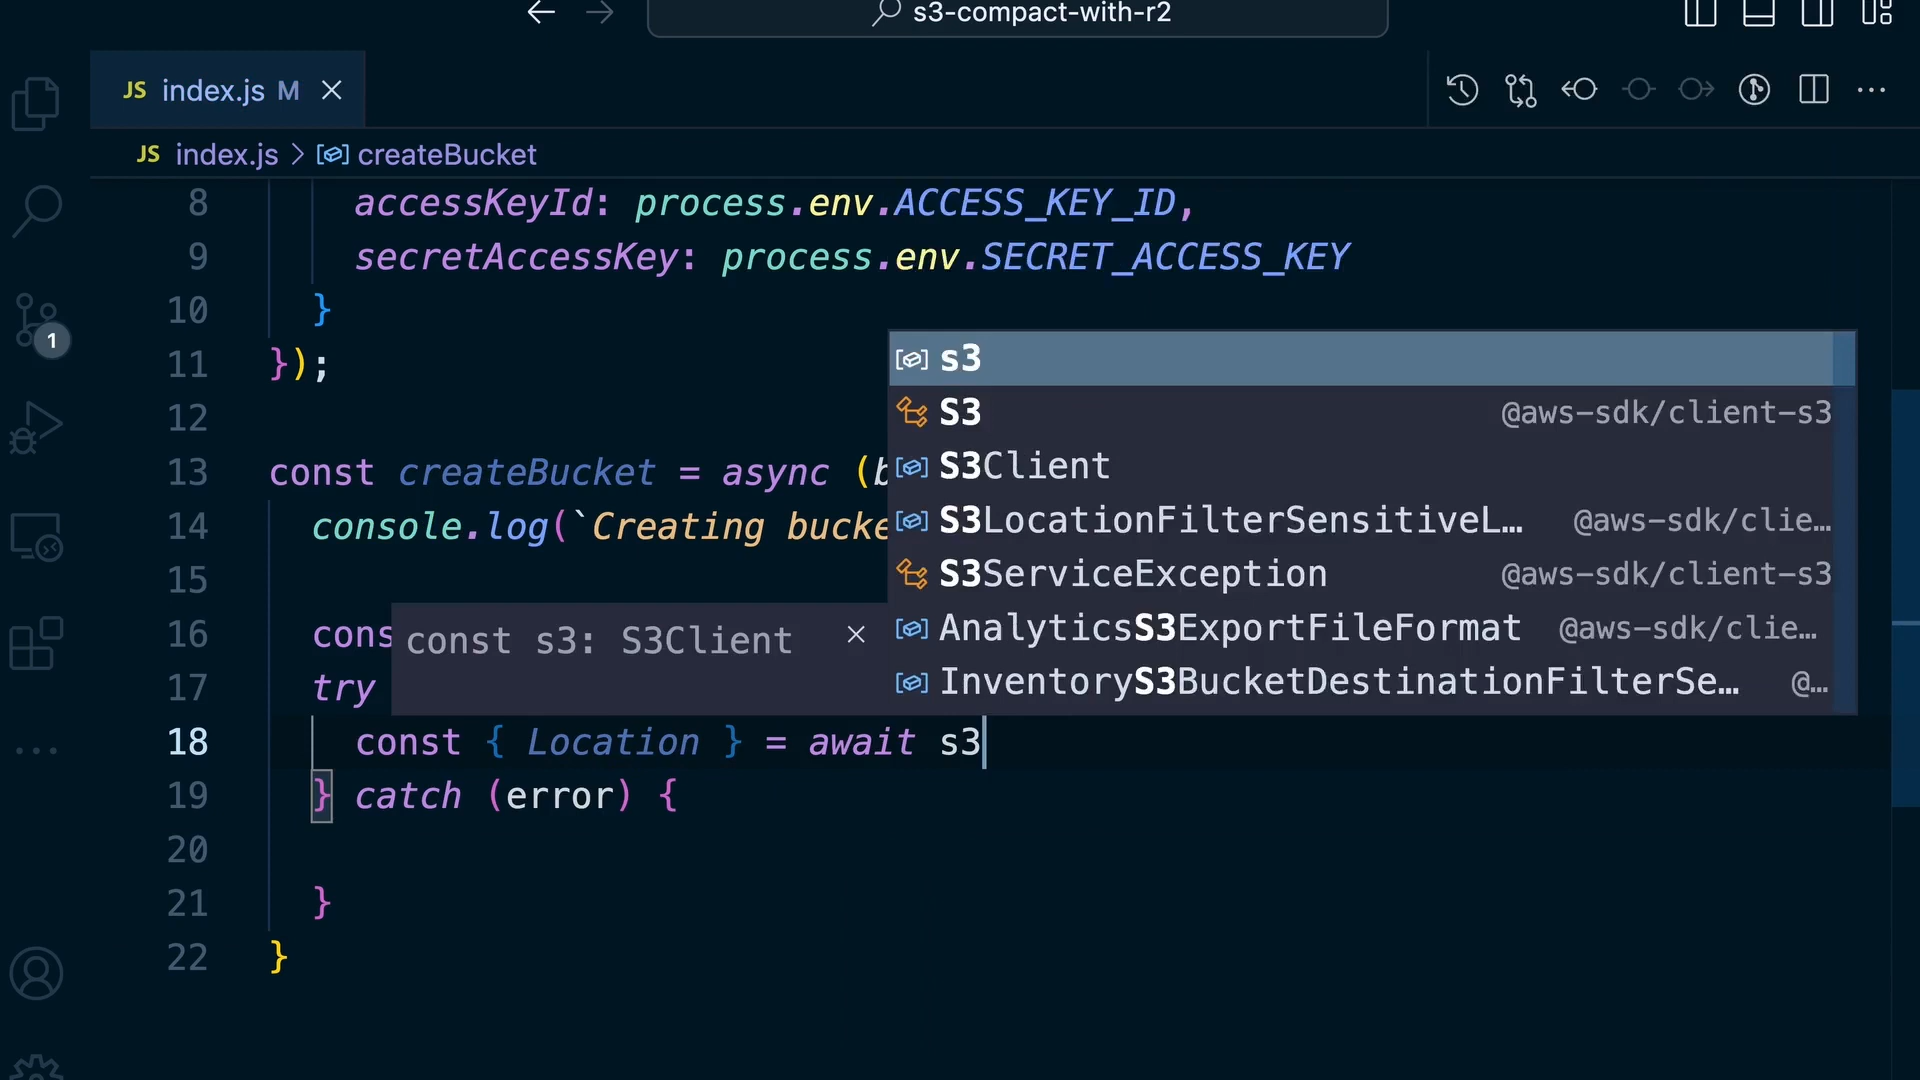 s3-compact-with-r2
JS index.js M
JS index.js > createBucket
8 accessKeyId: process.env.ACCESS_KEY_ID,
9 secretAccessKey: process.env.SECRET_ACCESS_KEY
10 }
11 });
12
13 const createBucket = async (b
14 console.log(`Creating bucke
15
16 cons
17 try
18 const { Location } = await s3
19 } catch (error) {
20
21 }
22 }
s3
S3 @aws-sdk/client-s3
S3Client
S3LocationFilterSensitiveL… @aws-sdk/clie…
S3ServiceException @aws-sdk/client-s3
AnalyticsS3ExportFileFormat @aws-sdk/clie…
InventoryS3BucketDestinationFilterSe… @…
const s3: S3Client
1